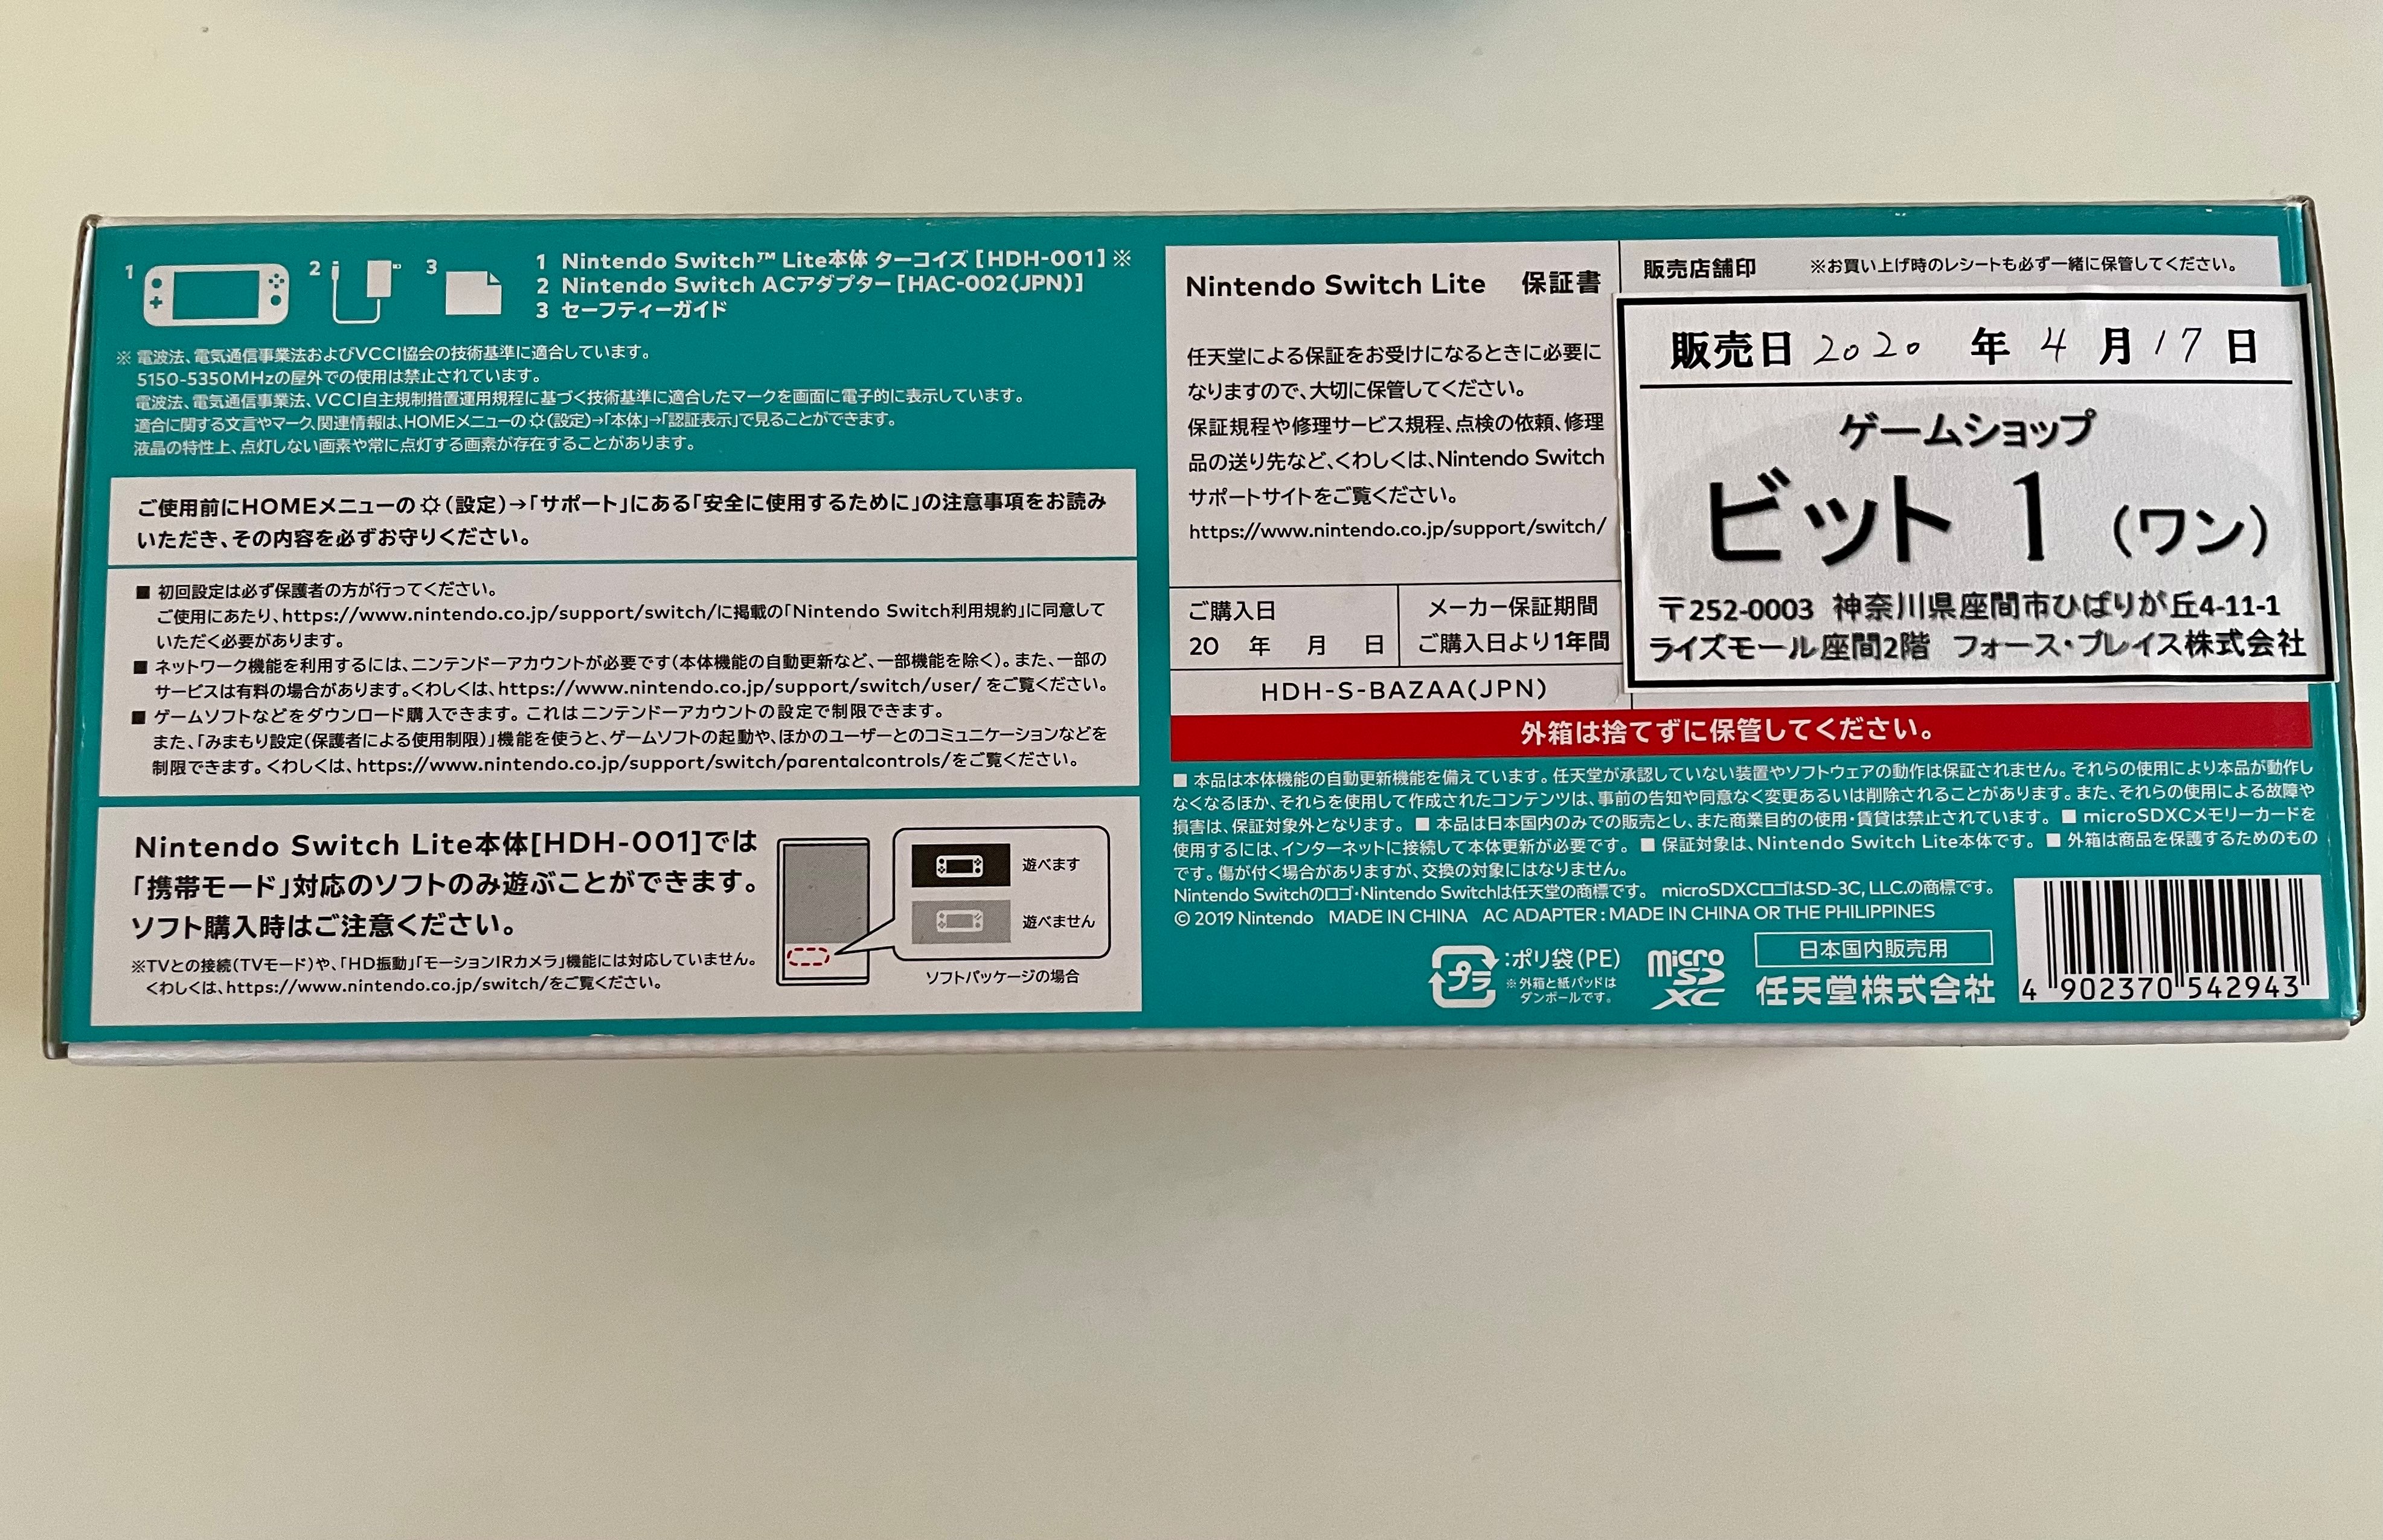 1
2
3
1 Nintendo Switch™ Lite本体 ターコイズ [HDH-001] ※
2 Nintendo Switch ACアダプター [HAC-002(JPN)]
3 セーフティーガイド
※ 電波法、電気通信事業法およびVCCI協会の技術基準に適合しています。
5150-5350MHzの屋外での使用は禁止されています。
電波法、電気通信事業法、VCCI自主規制措置運用規程に基づく技術基準に適合したマークを画面に電子的に表示しています。
適合に関する文言やマーク、関連情報は、HOMEメニューの(設定)→「本体」→「認証表示」で見ることができます。
液晶の特性上、点灯しない画素や常に点灯する画素が存在することがあります。
ご使用前にHOMEメニューの(設定)→「サポート」にある「安全に使用するために」の注意事項をお読み
いただき、その内容を必ずお守りください。
■ 初回設定は必ず保護者の方が行ってください。
ご使用にあたり、https://www.nintendo.co.jp/support/switch/に掲載の「Nintendo Switch利用規約」に同意して
いただく必要があります。
■ ネットワーク機能を利用するには、ニンテンドーアカウントが必要です(本体機能の自動更新など、一部機能を除く)。また、一部の
サービスは有料の場合があります。くわしくは、https://www.nintendo.co.jp/support/switch/user/ をご覧ください。
■ ゲームソフトなどをダウンロード購入できます。これはニンテンドーアカウントの設定で制限できます。
また、「みまもり設定(保護者による使用制限)」機能を使うと、ゲームソフトの起動や、ほかのユーザーとのコミュニケーションなどを
制限できます。くわしくは、https://www.nintendo.co.jp/support/switch/parentalcontrols/をご覧ください。
Nintendo Switch Lite本体[HDH-001]では
「携帯モード」対応のソフトのみ遊ぶことができます。
ソフト購入時はご注意ください。
※TVとの接続(TVモード)や、「HD振動」「モーションIRカメラ」機能には対応していません。
くわしくは、https://www.nintendo.co.jp/switch/をご覧ください。
遊べます
遊べません
ソフトパッケージの場合
Nintendo Switch Lite 保証書
任天堂による保証をお受けになるときに必要に
なりますので、大切に保管してください。
保証規程や修理サービス規程、点検の依頼、修理
品の送り先など、くわしくは、Nintendo Switch
サポートサイトをご覧ください。
https://www.nintendo.co.jp/support/switch/
ご購入日
20 年 月 日
メーカー保証期間
ご購入日より1年間
HDH-S-BAZAA(JPN)
販売店舗印 ※お買い上げ時のレシートも必ず一緒に保管してください。
販売日 2020 年 4 月 17 日
ゲームショップ
ビット 1 (ワン)
〒252-0003 神奈川県座間市ひばりが丘4-11-1
ライズモール座間2階 フォース・ブレイス株式会社
外箱は捨てずに保管してください。
■ 本品は本体機能の自動更新機能を備えています。任天堂が承認していない装置やソフトウェアの動作は保証されません。それらの使用により本品が動作し
なくなるほか、それらを使用して作成されたコンテンツは、事前の告知や同意なく変更あるいは削除されることがあります。また、それらの使用による故障や
損害は、保証対象外となります。 ■ 本品は日本国内のみでの販売とし、また商業目的の使用・賃貸は禁止されています。 ■ microSDXCメモリーカードを
使用するには、インターネットに接続して本体更新が必要です。 ■ 保証対象は、Nintendo Switch Lite本体です。 ■ 外箱は商品を保護するためのもの
です。傷が付く場合がありますが、交換の対象にはなりません。
Nintendo Switchのロゴ・Nintendo Switchは任天堂の商標です。 microSDXCロゴはSD-3C, LLC.の商標です。
© 2019 Nintendo MADE IN CHINA AC ADAPTER : MADE IN CHINA OR THE PHILIPPINES
プラ :ポリ袋(PE)
※外箱と紙パッドは
ダンボールです。
micro
SD
XC
日本国内販売用
任天堂株式会社
4 902370 542943